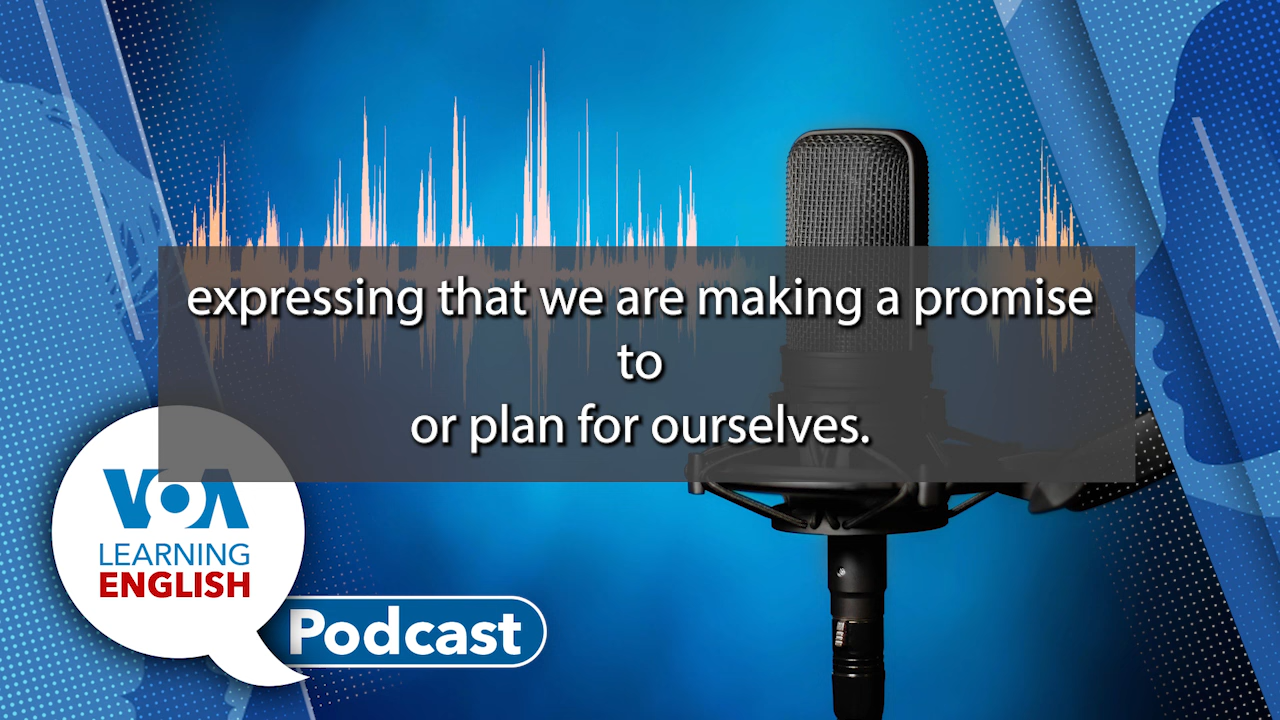 expressing that we are making a promise
to
or plan for ourselves.
VOA
LEARNING
ENGLISH
Podcast